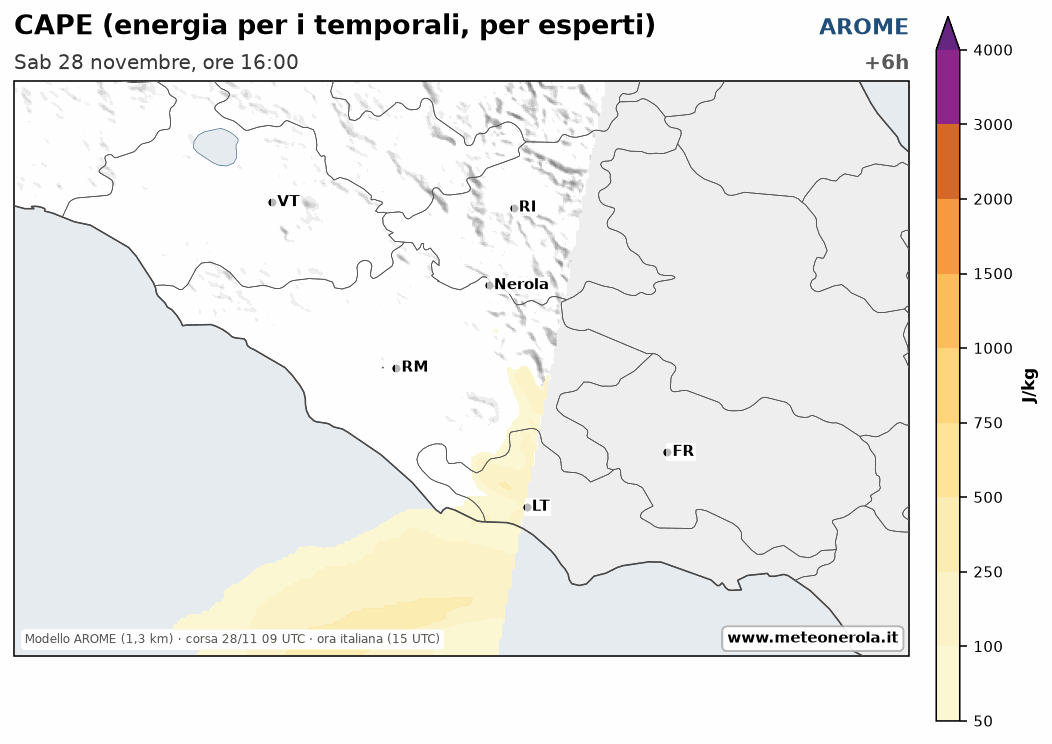 CAPE (energia per i temporali, per esperti)
AROME
Sab 28 novembre, ore 16:00
+6h
4000
3000
2000
1500
1000
750
500
250
100
50
J/kg
VT
RI
Nerola
RM
FR
LT
Modello AROME (1,3 km) · corsa 28/11 09 UTC · ora italiana (15 UTC)
www.meteonerola.it